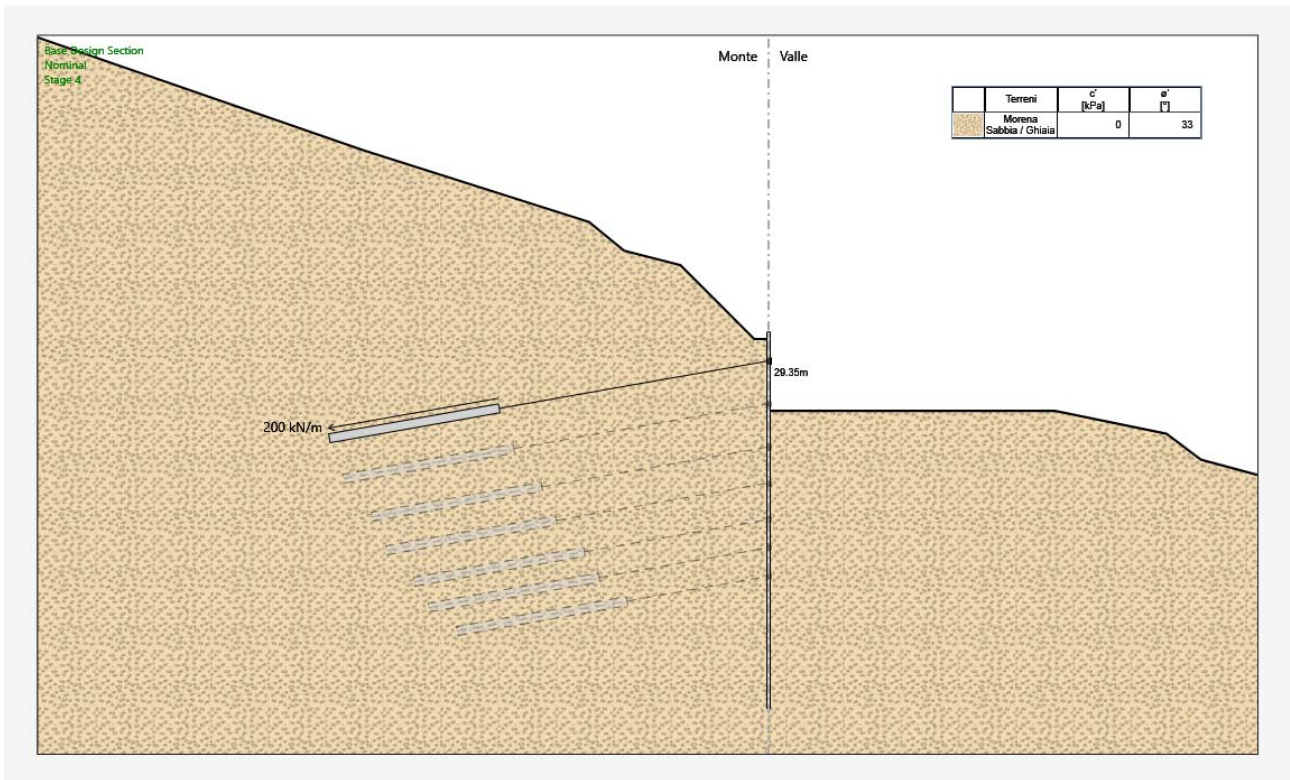 Base Design Section
Nominal
Stage 4
Monte
Valle
Terreni
c'
[kPa]
ø'
[°]
Morena
Sabbia / Ghiaia
0
33
29.35m
200 kN/m